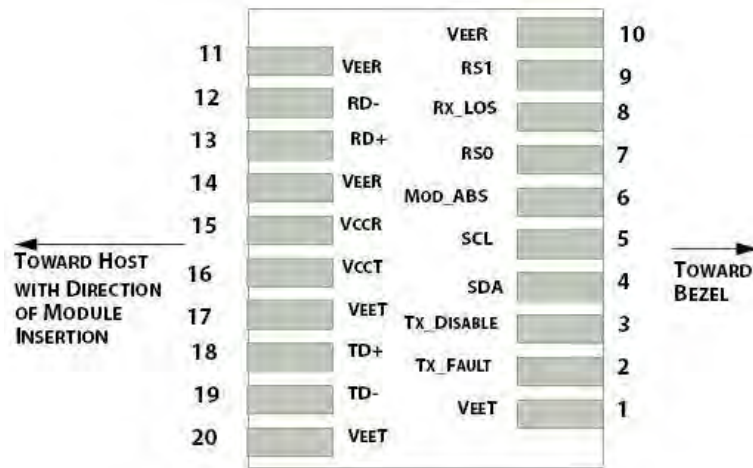 VEER 10
11 VEER
RS1 9
12 RD-
RX_LOS 8
13 RD+
RS0 7
14 VEER
MOD_ABS 6
15 VCCR
SCL 5
16 VCCT
SDA 4
17 VEET
TX_DISABLE 3
18 TD+
TX_FAULT 2
19 TD-
VEET 1
20 VEET
TOWARD HOST
WITH DIRECTION
OF MODULE
INSERTION
TOWARD
BEZEL